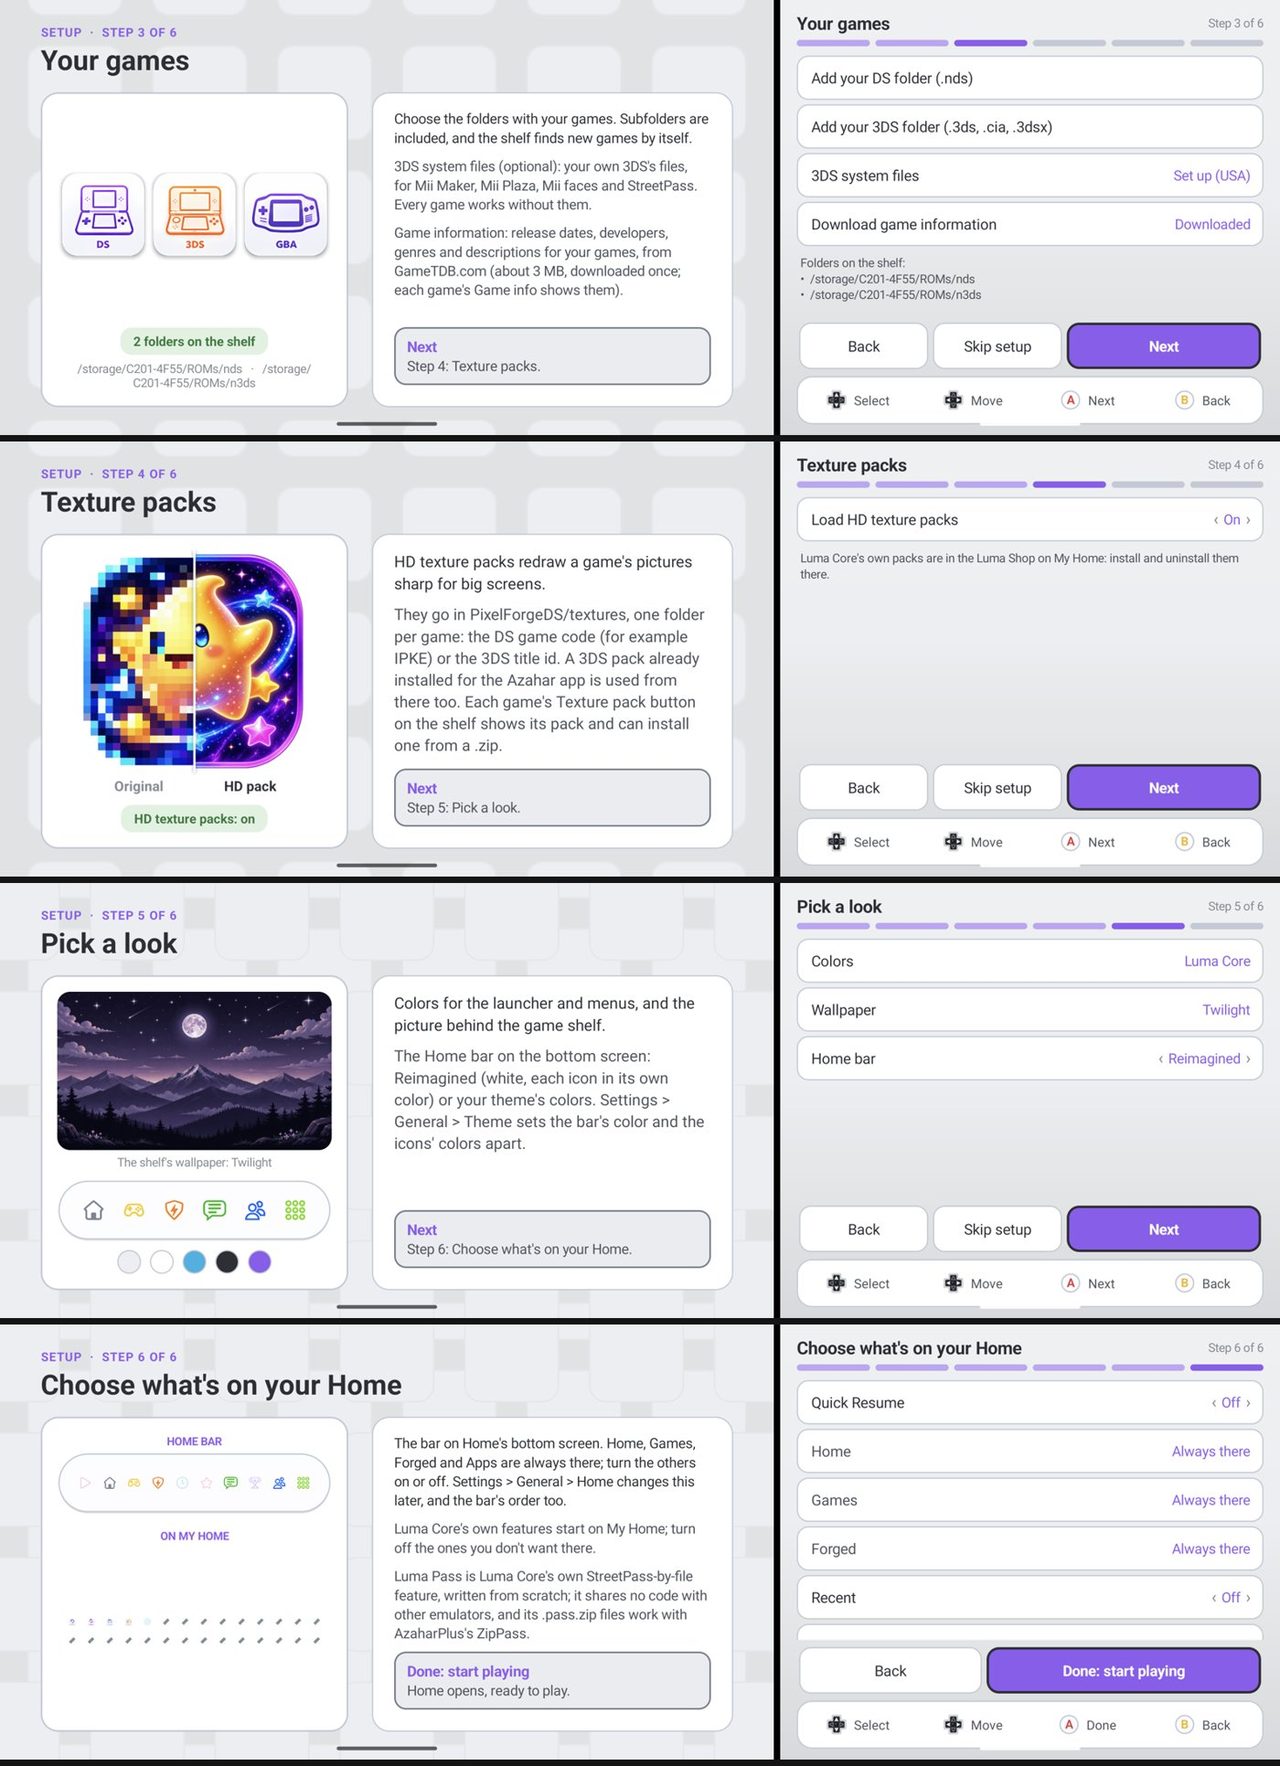 SETUP · STEP 3 OF 6
Your games
DS
3DS
GBA
2 folders on the shelf
/storage/C201-4F55/ROMs/nds · /storage/
C201-4F55/ROMs/n3ds
Choose the folders with your games. Subfolders are
included, and the shelf finds new games by itself.
3DS system files (optional): your own 3DS's files,
for Mii Maker, Mii Plaza, Mii faces and StreetPass.
Every game works without them.
Game information: release dates, developers,
genres and descriptions for your games, from
GameTDB.com (about 3 MB, downloaded once;
each game's Game info shows them).
Next
Step 4: Texture packs.
Your games
Step 3 of 6
Add your DS folder (.nds)
Add your 3DS folder (.3ds, .cia, .3dsx)
3DS system files
Set up (USA)
Download game information
Downloaded
Folders on the shelf:
• /storage/C201-4F55/ROMs/nds
• /storage/C201-4F55/ROMs/n3ds
Back
Skip setup
Next
Select
Move
A Next
B Back
SETUP · STEP 4 OF 6
Texture packs
Original
HD pack
HD texture packs: on
HD texture packs redraw a game's pictures
sharp for big screens.
They go in PixelForgeDS/textures, one folder
per game: the DS game code (for example
IPKE) or the 3DS title id. A 3DS pack already
installed for the Azahar app is used from
there too. Each game's Texture pack button
on the shelf shows its pack and can install
one from a .zip.
Next
Step 5: Pick a look.
Texture packs
Step 4 of 6
Load HD texture packs
‹ On ›
Luma Core's own packs are in the Luma Shop on My Home: install and uninstall them
there.
Back
Skip setup
Next
Select
Move
A Next
B Back
SETUP · STEP 5 OF 6
Pick a look
The shelf's wallpaper: Twilight
Colors for the launcher and menus, and the
picture behind the game shelf.
The Home bar on the bottom screen:
Reimagined (white, each icon in its own
color) or your theme's colors. Settings >
General > Theme sets the bar's color and the
icons' colors apart.
Next
Step 6: Choose what's on your Home.
Pick a look
Step 5 of 6
Colors
Luma Core
Wallpaper
Twilight
Home bar
‹ Reimagined ›
Back
Skip setup
Next
Select
Move
A Next
B Back
SETUP · STEP 6 OF 6
Choose what's on your Home
HOME BAR
ON MY HOME
The bar on Home's bottom screen. Home, Games,
Forged and Apps are always there; turn the others
on or off. Settings > General > Home changes this
later, and the bar's order too.
Luma Core's own features start on My Home; turn
off the ones you don't want there.
Luma Pass is Luma Core's own StreetPass-by-file
feature, written from scratch; it shares no code with
other emulators, and its .pass.zip files work with
AzaharPlus's ZipPass.
Done: start playing
Home opens, ready to play.
Choose what's on your Home
Step 6 of 6
Quick Resume
‹ Off ›
Home
Always there
Games
Always there
Forged
Always there
Recent
‹ Off ›
Back
Done: start playing
Select
Move
A Done
B Back